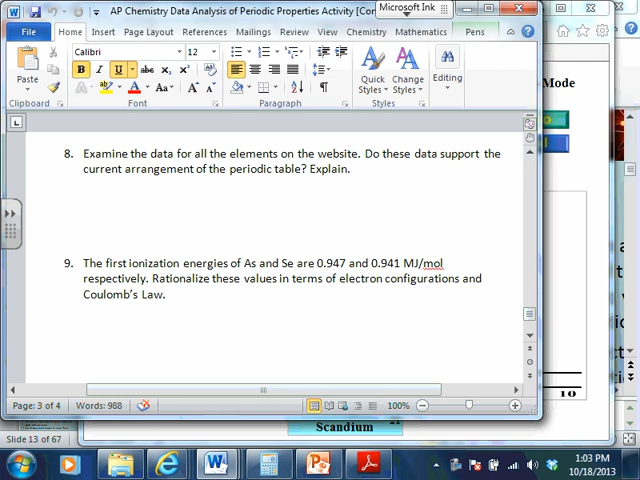 AP Chemistry Data Analysis of Periodic Properties Activity [Con
Microsoft Ink
File Home Insert Page Layout References Mailings Review View Chemistry Mathematics Pens
Calibri 12
Paste
Quick Styles
Change Styles
Editing
Clipboard Font Paragraph Styles
Mode
8. Examine the data for all the elements on the website. Do these data support the
current arrangement of the periodic table? Explain.
9. The first ionization energies of As and Se are 0.947 and 0.941 MJ/mol
respectively. Rationalize these values in terms of electron configurations and
Coulomb's Law.
Page: 3 of 4 Words: 988 100%
10
Slide 13 of 67
21
Scandium
1:03 PM
10/18/2013